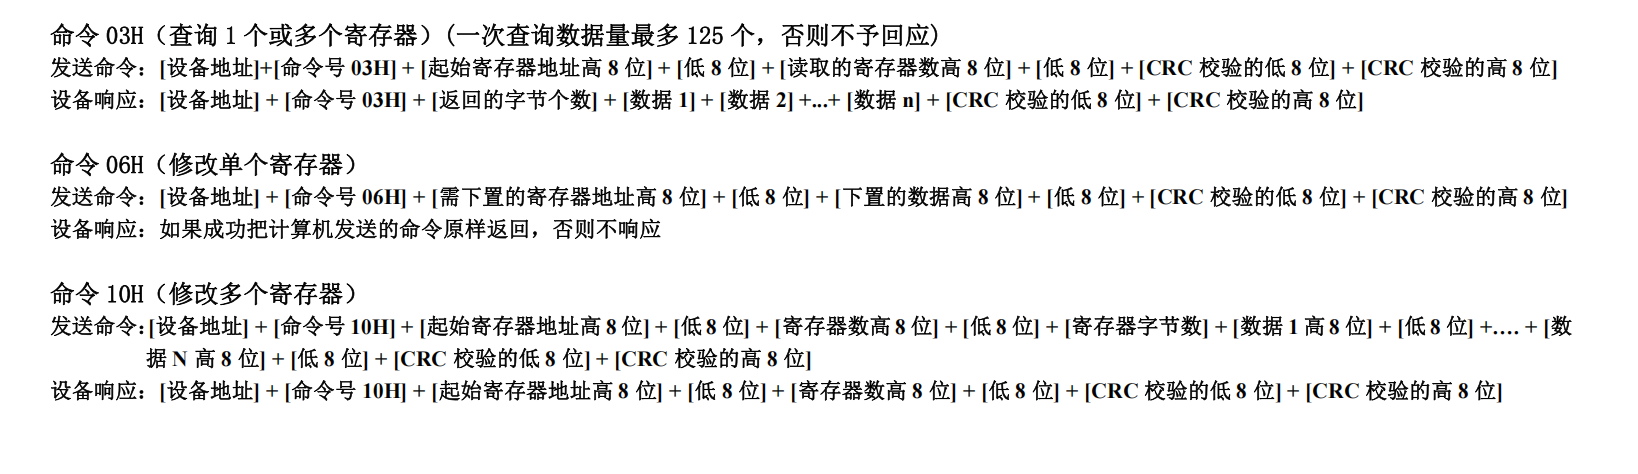 命令 03H（查询 1 个或多个寄存器）(一次查询数据量最多 125 个，否则不予回应)
发送命令：[设备地址]+[命令号 03H] + [起始寄存器地址高 8 位] + [低 8 位] + [读取的寄存器数高 8 位] + [低 8 位] + [CRC 校验的低 8 位] + [CRC 校验的高 8 位]
设备响应：[设备地址] + [命令号 03H] + [返回的字节个数] + [数据 1] + [数据 2] +...+ [数据 n] + [CRC 校验的低 8 位] + [CRC 校验的高 8 位]
命令 06H（修改单个寄存器）
发送命令：[设备地址] + [命令号 06H] + [需下置的寄存器地址高 8 位] + [低 8 位] + [下置的数据高 8 位] + [低 8 位] + [CRC 校验的低 8 位] + [CRC 校验的高 8 位]
设备响应：如果成功把计算机发送的命令原样返回，否则不响应
命令 10H（修改多个寄存器）
发送命令:[设备地址] + [命令号 10H] + [起始寄存器地址高 8 位] + [低 8 位] + [寄存器数高 8 位] + [低 8 位] + [寄存器字节数] + [数据 1 高 8 位] + [低 8 位] +…. + [数
据 N 高 8 位] + [低 8 位] + [CRC 校验的低 8 位] + [CRC 校验的高 8 位]
设备响应：[设备地址] + [命令号 10H] + [起始寄存器地址高 8 位] + [低 8 位] + [寄存器数高 8 位] + [低 8 位] + [CRC 校验的低 8 位] + [CRC 校验的高 8 位]